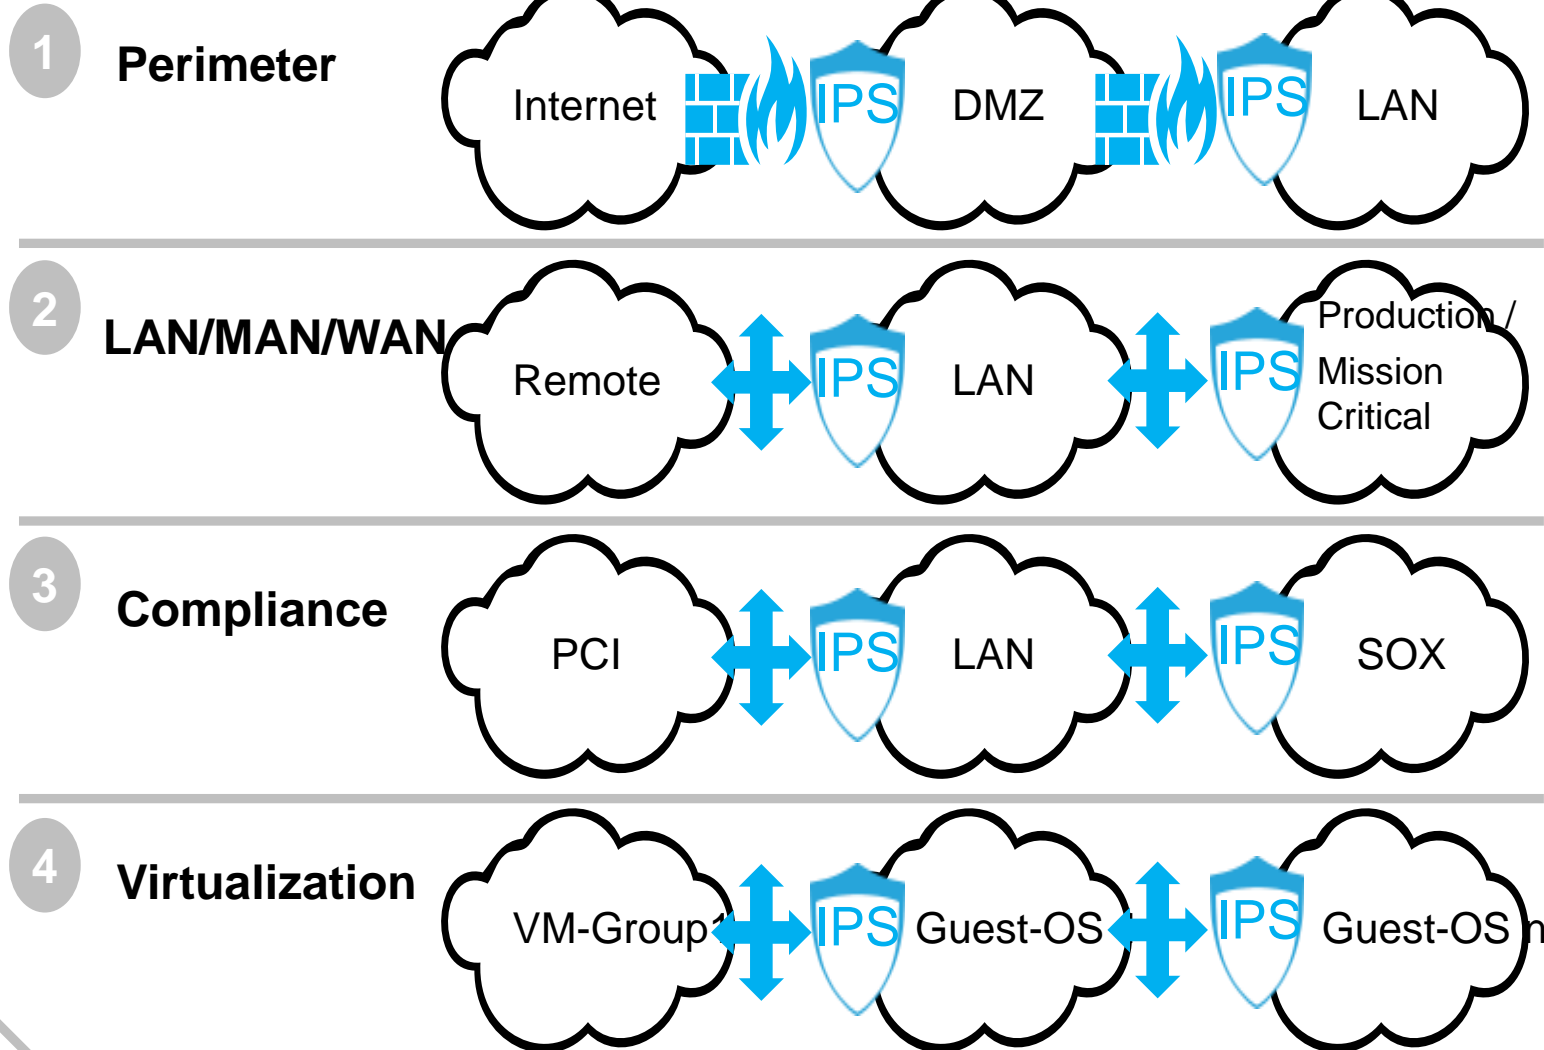 1
Perimeter
Internet
IPS
DMZ
IPS
LAN
2
LAN/MAN/WAN
Remote
IPS
LAN
IPS
Production /
Mission
Critical
3
Compliance
PCI
IPS
LAN
IPS
SOX
4
Virtualization
VM-Group1
IPS
Guest-OS
IPS
Guest-OS n